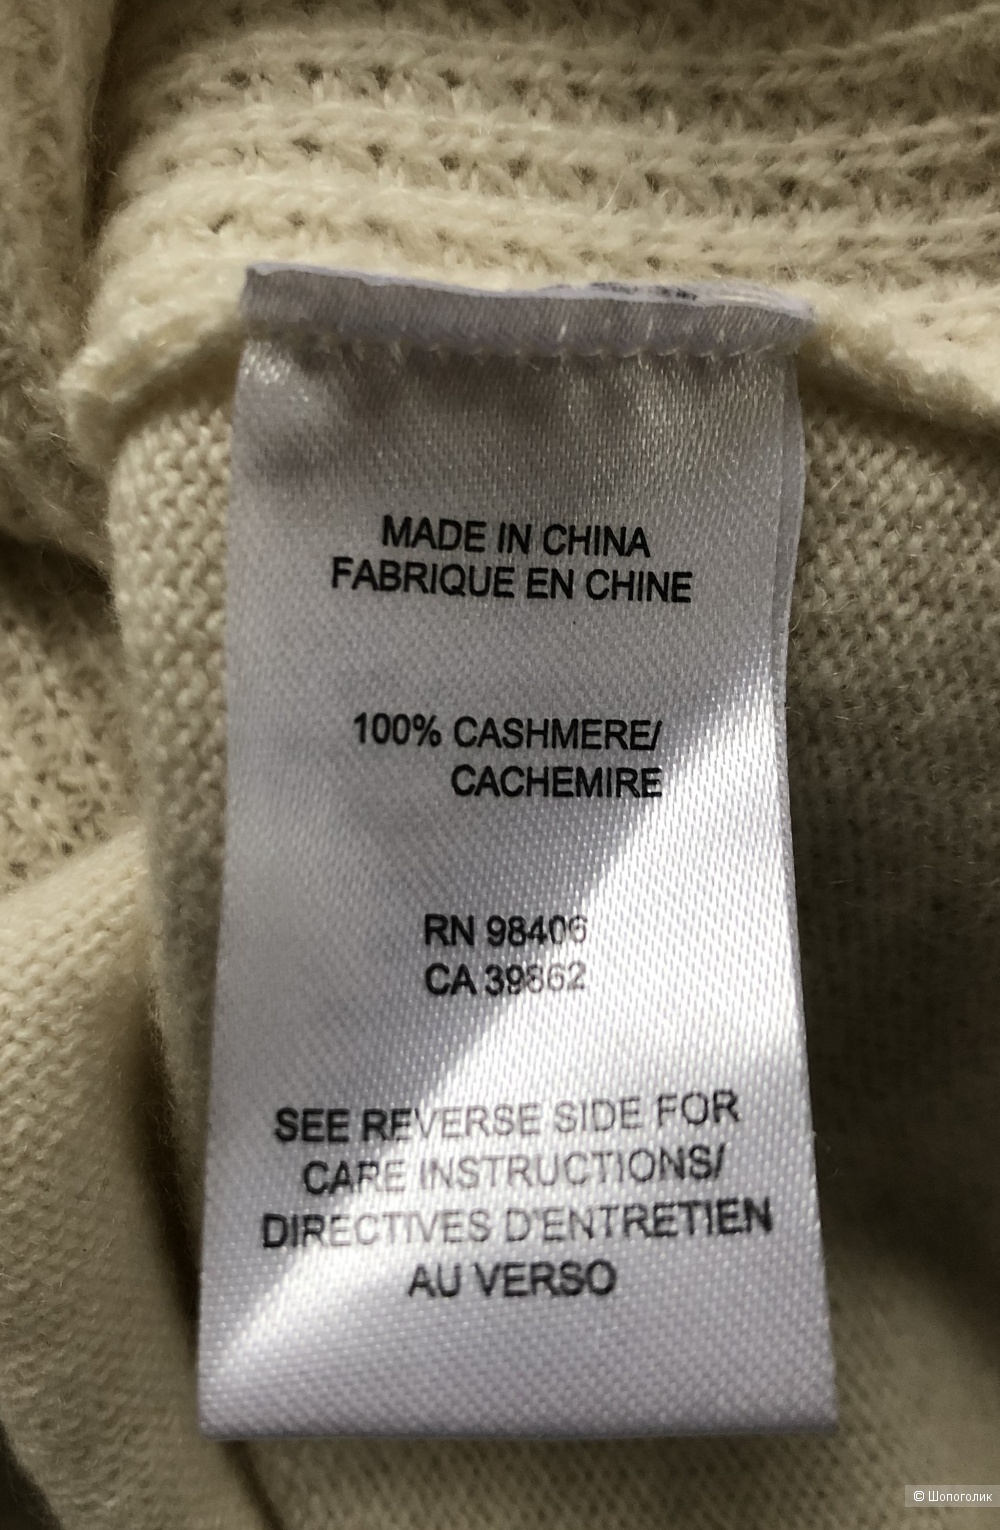 MADE IN CHINA
FABRIQUE EN CHINE
100% CASHMERE/
CACHEMIRE
RN 98406
CA 39862
SEE REVERSE SIDE FOR
CARE INSTRUCTIONS/
DIRECTIVES D'ENTRETIEN
AU VERSO
© Шопоголик